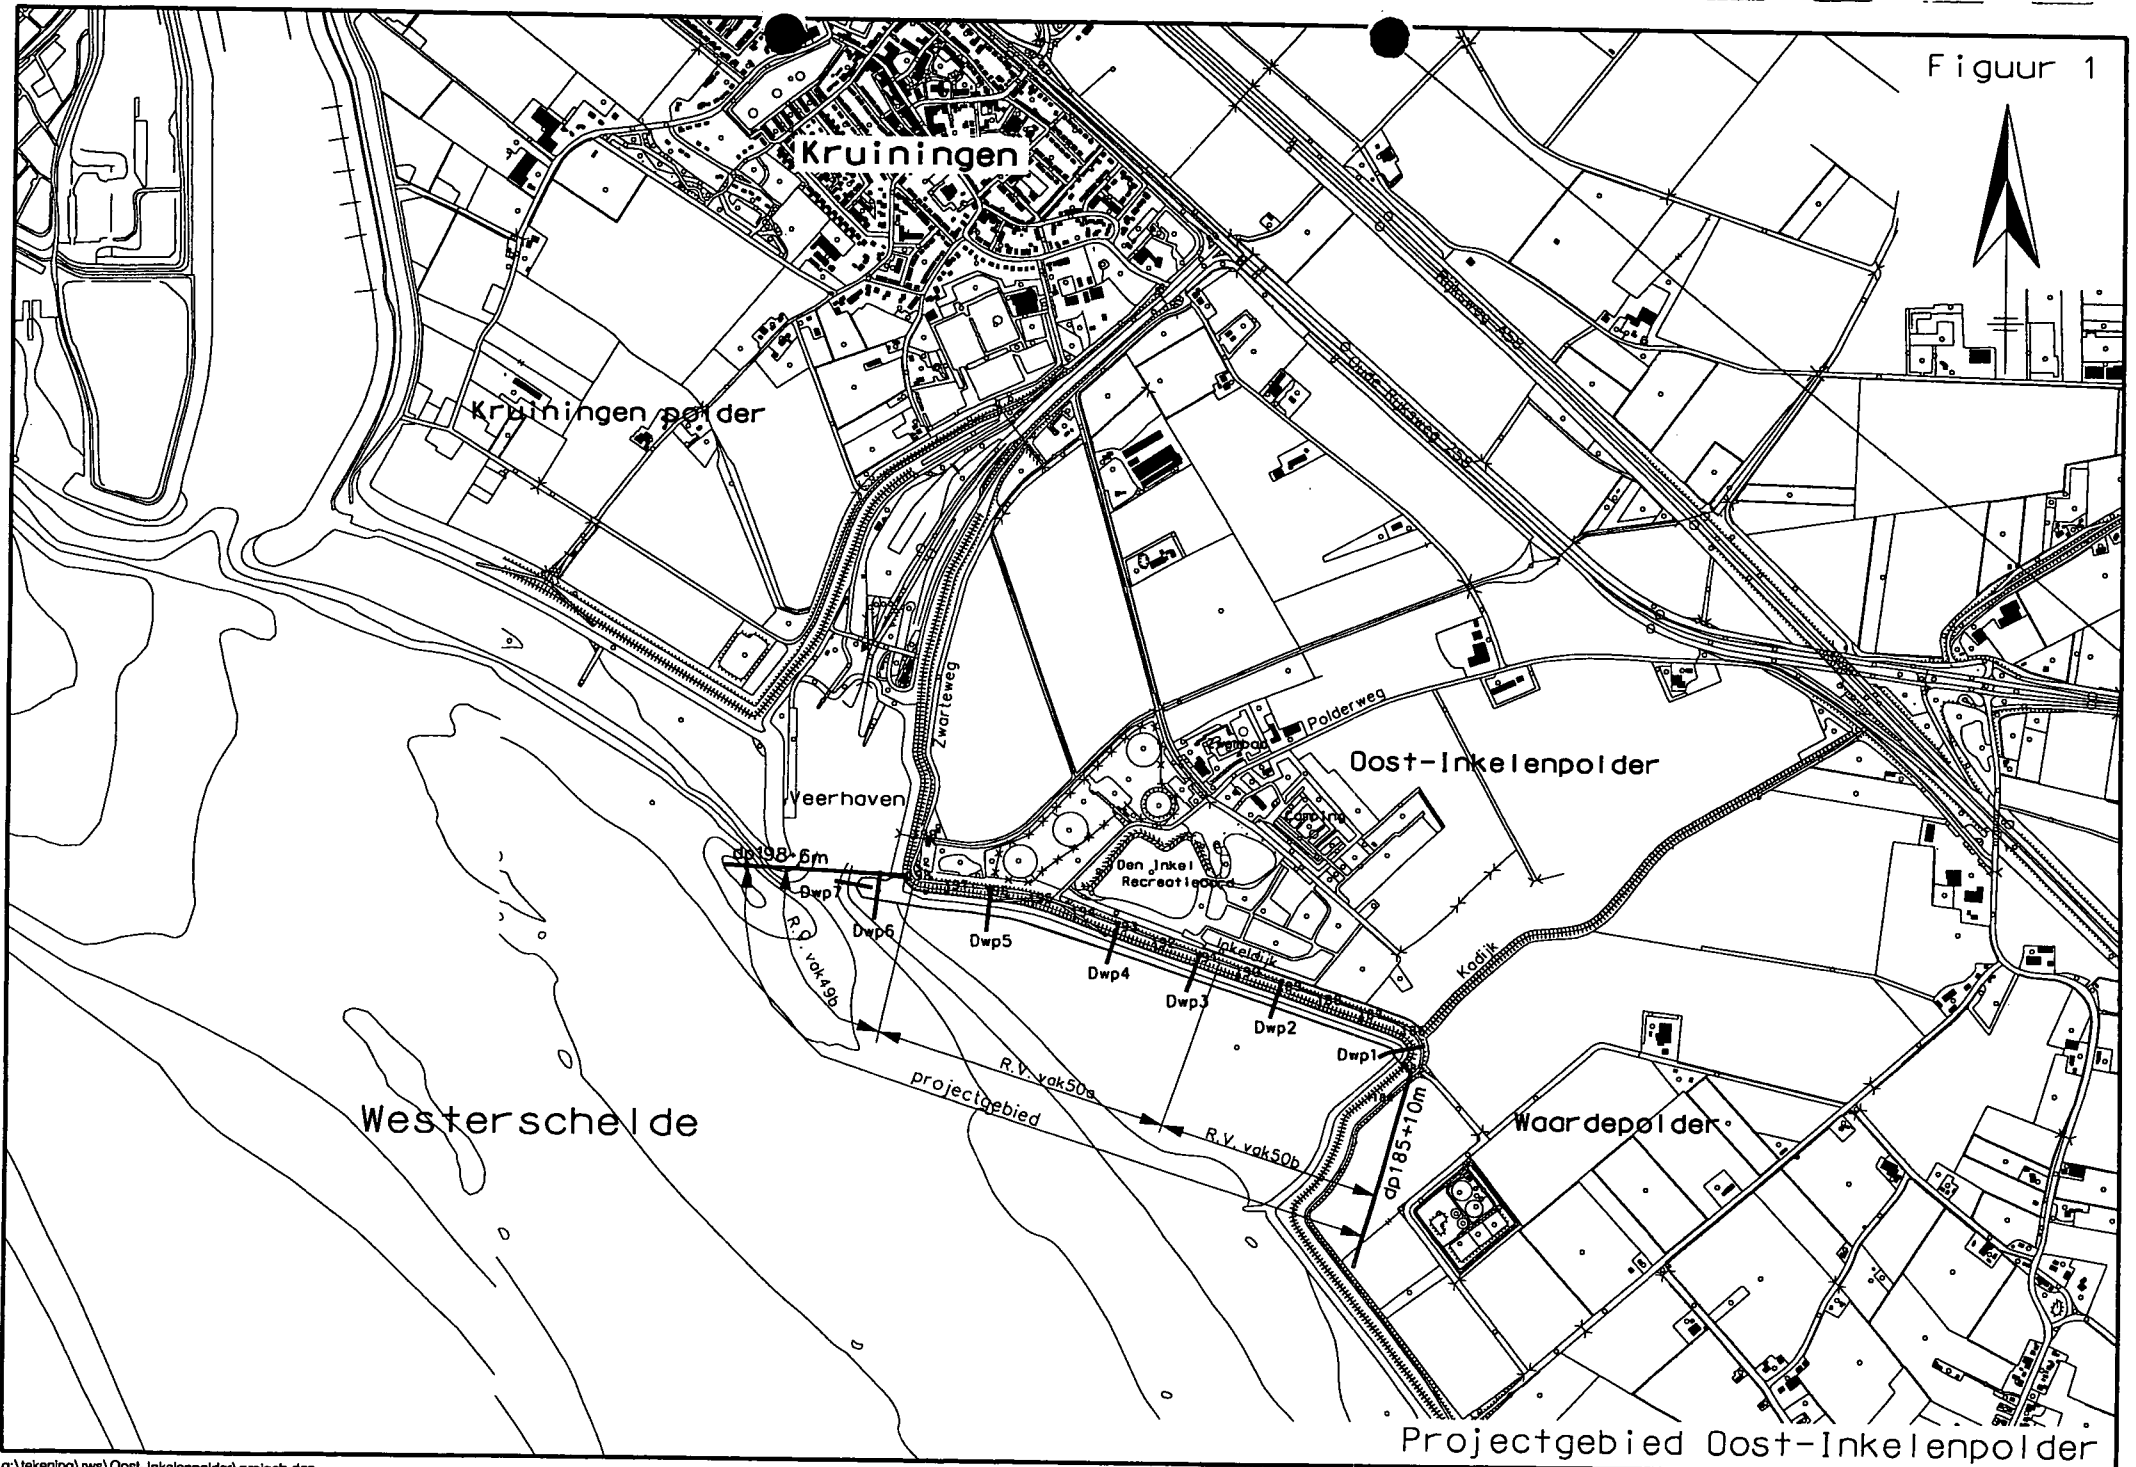 Figuur 1
Kruiningen
Rijksweg A58
Oude Rijksweg 258
Kruiningen polder
Zwarteweg
Polderweg
Zwembad
Oost-Inkelenpolder
Veerhaven
Camping
dp198+6m
Den Inkel
Recreatieoord
Dwp7
Dwp6
Dwp5
Dwp4
Dwp3
Dwp2
Dwp1
Inkeldijk
Kadijk
R.V. vak49b
R.V. vak50a
projectgebied
R.V. vak50b
dp185+10m
Westerschelde
Waardepolder
Projectgebied Oost-Inkelenpolder